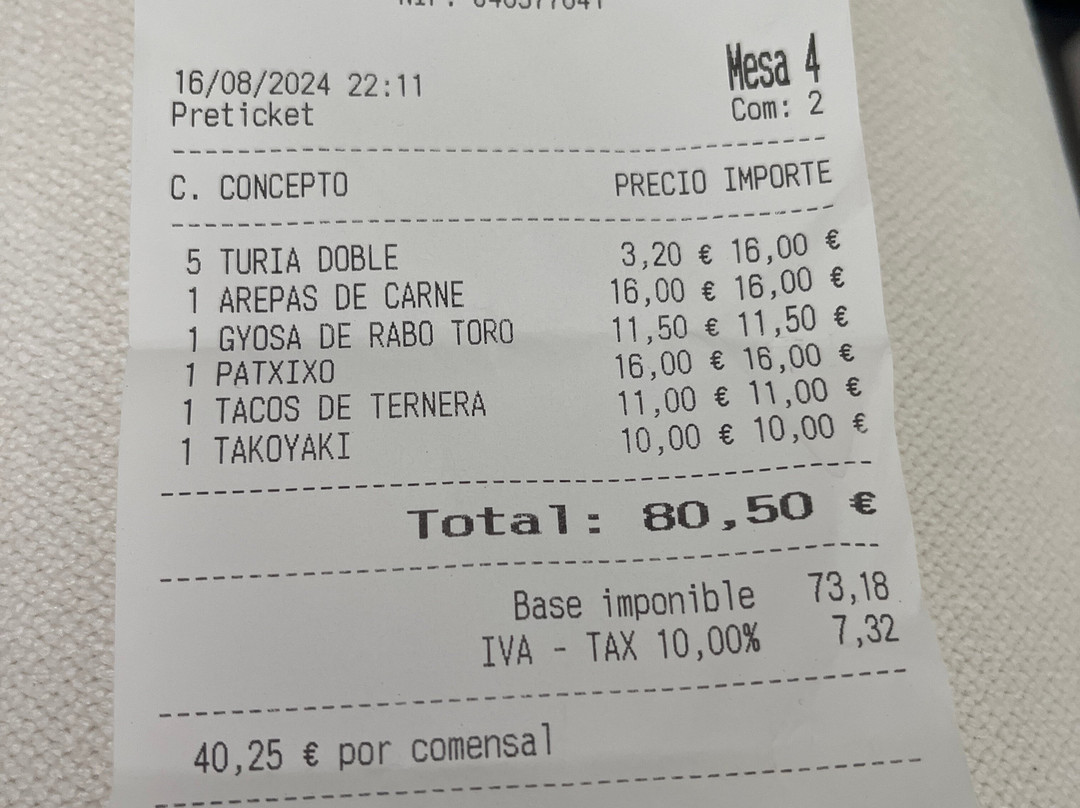 16/08/2024 22:11 Mesa 4
Preticket Com: 2
C. CONCEPTO PRECIO IMPORTE
5 TURIA DOBLE 3,20 € 16,00 €
1 AREPAS DE CARNE 16,00 € 16,00 €
1 GYOSA DE RABO TORO 11,50 € 11,50 €
1 PATXIXO 16,00 € 16,00 €
1 TACOS DE TERNERA 11,00 € 11,00 €
1 TAKOYAKI 10,00 € 10,00 €
Total: 80,50 €
Base imponible 73,18
IVA - TAX 10,00% 7,32
40,25 € por comensal